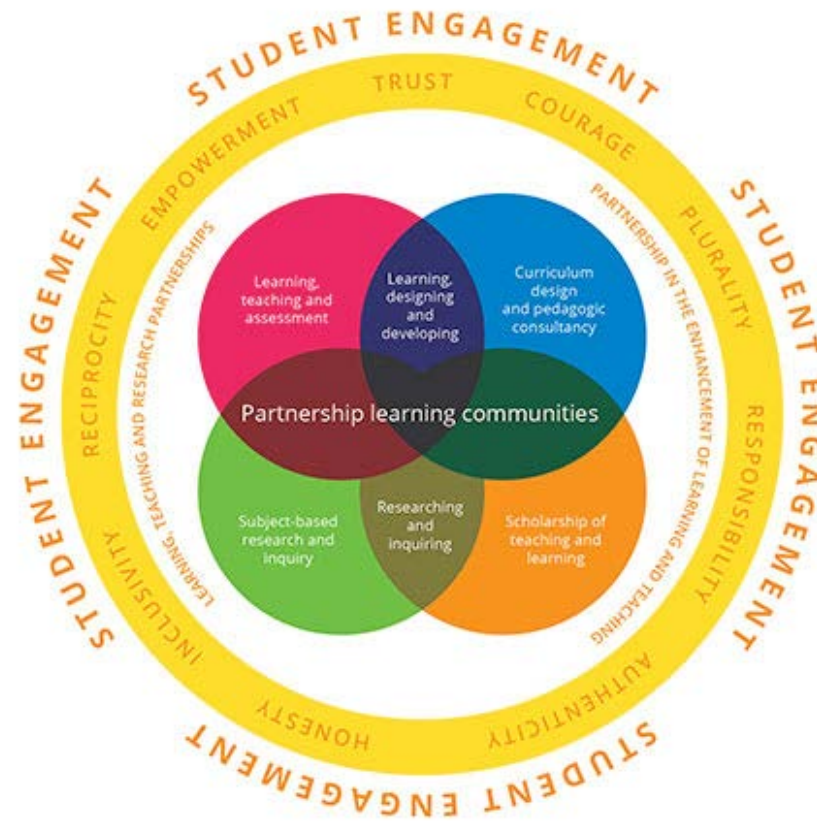 STUDENT ENGAGEMENT
STUDENT ENGAGEMENT
STUDENT ENGAGEMENT
STUDENT ENGAGEMENT
TRUST
COURAGE
PLURALITY
RESPONSIBILITY
AUTHENTICITY
HONESTY
INCLUSIVITY
RECIPROCITY
EMPOWERMENT
LEARNING, TEACHING AND RESEARCH PARTNERSHIPS
PARTNERSHIP IN THE ENHANCEMENT OF LEARNING AND TEACHING
Learning,
teaching and
assessment
Learning,
designing
and
developing
Curriculum
design
and pedagogic
consultancy
Partnership learning communities
Subject-based
research and
inquiry
Researching
and
inquiring
Scholarship of
teaching and
learning